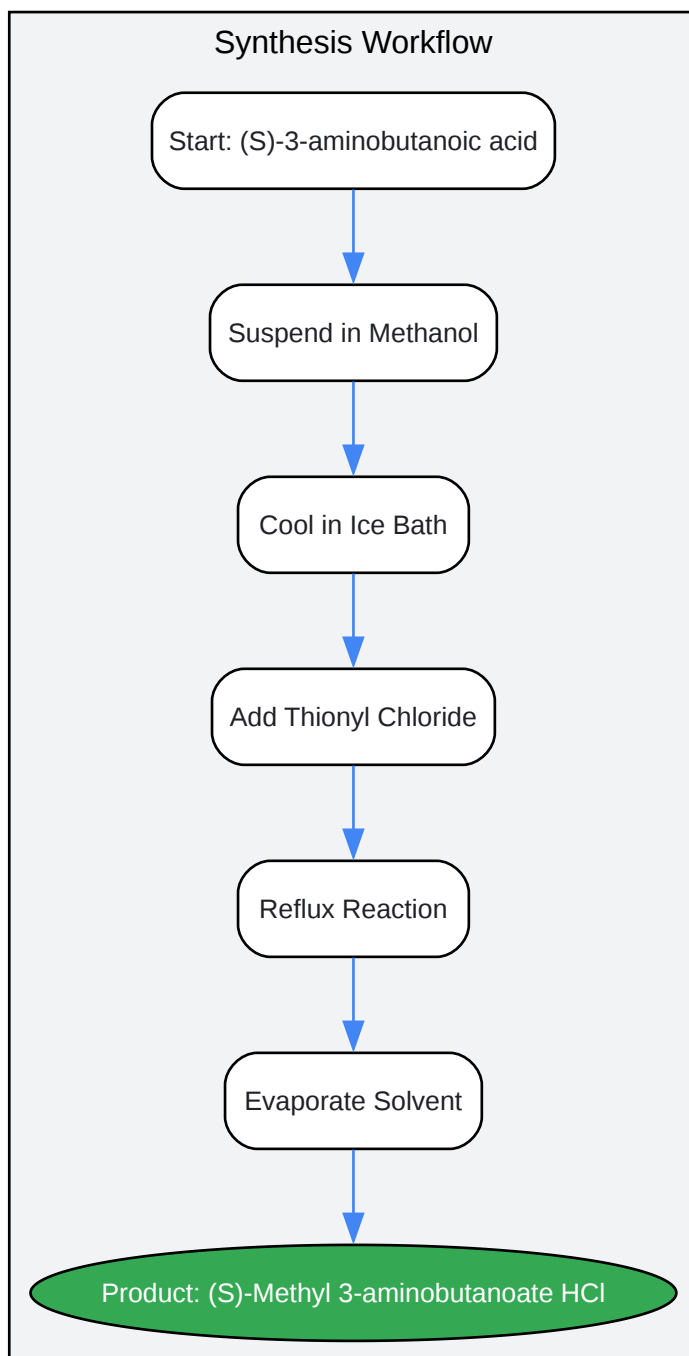 Synthesis Workflow
Start: (S)-3-aminobutanoic acid
Suspend in Methanol
Cool in Ice Bath
Add Thionyl Chloride
Reflux Reaction
Evaporate Solvent
Product: (S)-Methyl 3-aminobutanoate HCl